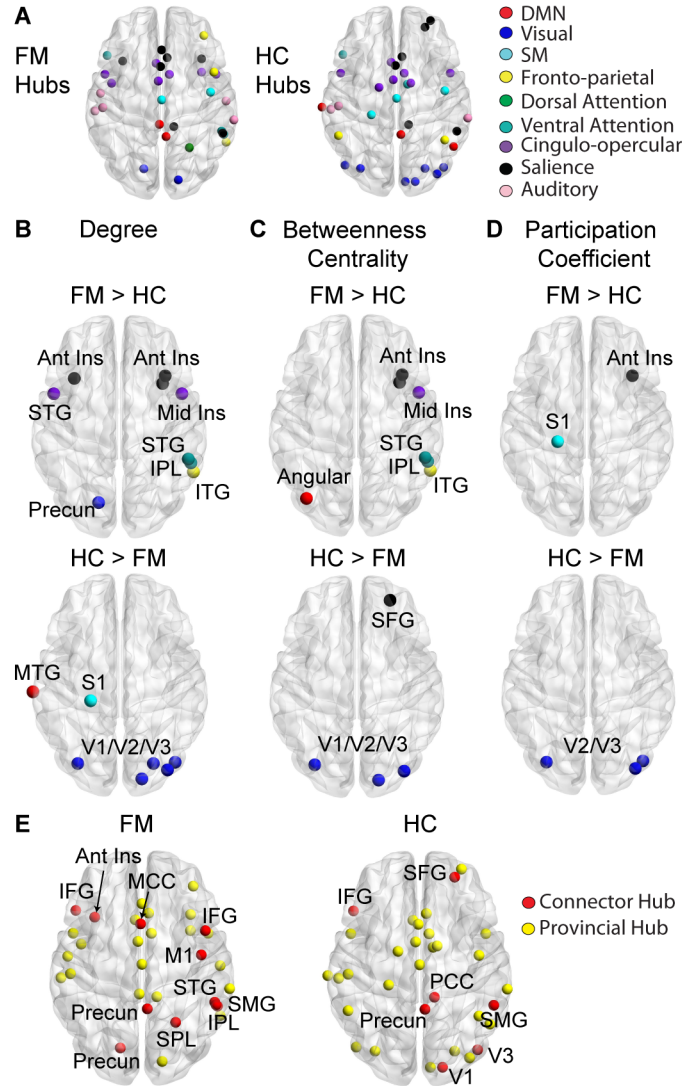 A
FM
Hubs
HC
Hubs
DMN
Visual
SM
Fronto-parietal
Dorsal Attention
Ventral Attention
Cingulo-opercular
Salience
Auditory
B Degree
FM > HC
Ant Ins Ant Ins
STG Mid Ins
STG
IPL
ITG
Precun
HC > FM
MTG
S1
V1/V2/V3
C Betweenness
Centrality
FM > HC
Ant Ins
Mid Ins
STG
IPL
Angular
ITG
HC > FM
SFG
V1/V2/V3
D Participation
Coefficient
FM > HC
Ant Ins
S1
HC > FM
V2/V3
E FM
Ant Ins
IFG MCC
IFG
M1
STG
SMG
Precun
IPL
SPL
Precun
HC
SFG
IFG
PCC
Precun
SMG
V3
V1
Connector Hub
Provincial Hub